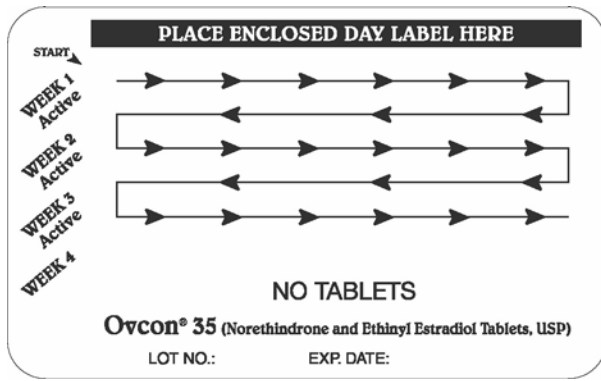 PLACE ENCLOSED DAY LABEL HERE
START
WEEK 1
Active
WEEK 2
Active
WEEK 3
Active
WEEK 4
NO TABLETS
Ovcon® 35 (Norethindrone and Ethinyl Estradiol Tablets, USP)
LOT NO.: EXP. DATE: